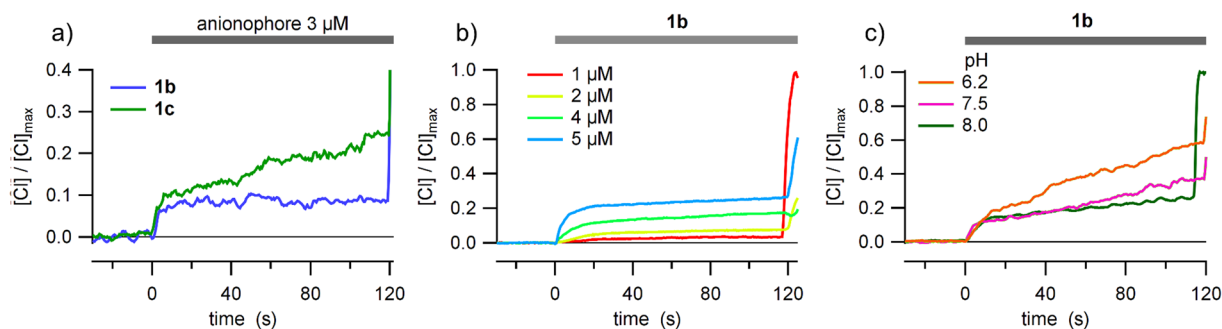 a)
anionophore 3 µM
[Cl] / [Cl]max
0.4
0.3
0.2
0.1
0.0
1b
1c
0
40
80
120
time (s)
b)
1b
[Cl] / [Cl]max
1.0
0.8
0.6
0.4
0.2
0.0
1 µM
2 µM
4 µM
5 µM
0
40
80
120
time (s)
c)
1b
[Cl] / [Cl]max
1.0
0.8
0.6
0.4
0.2
0.0
pH
6.2
7.5
8.0
0
40
80
120
time (s)